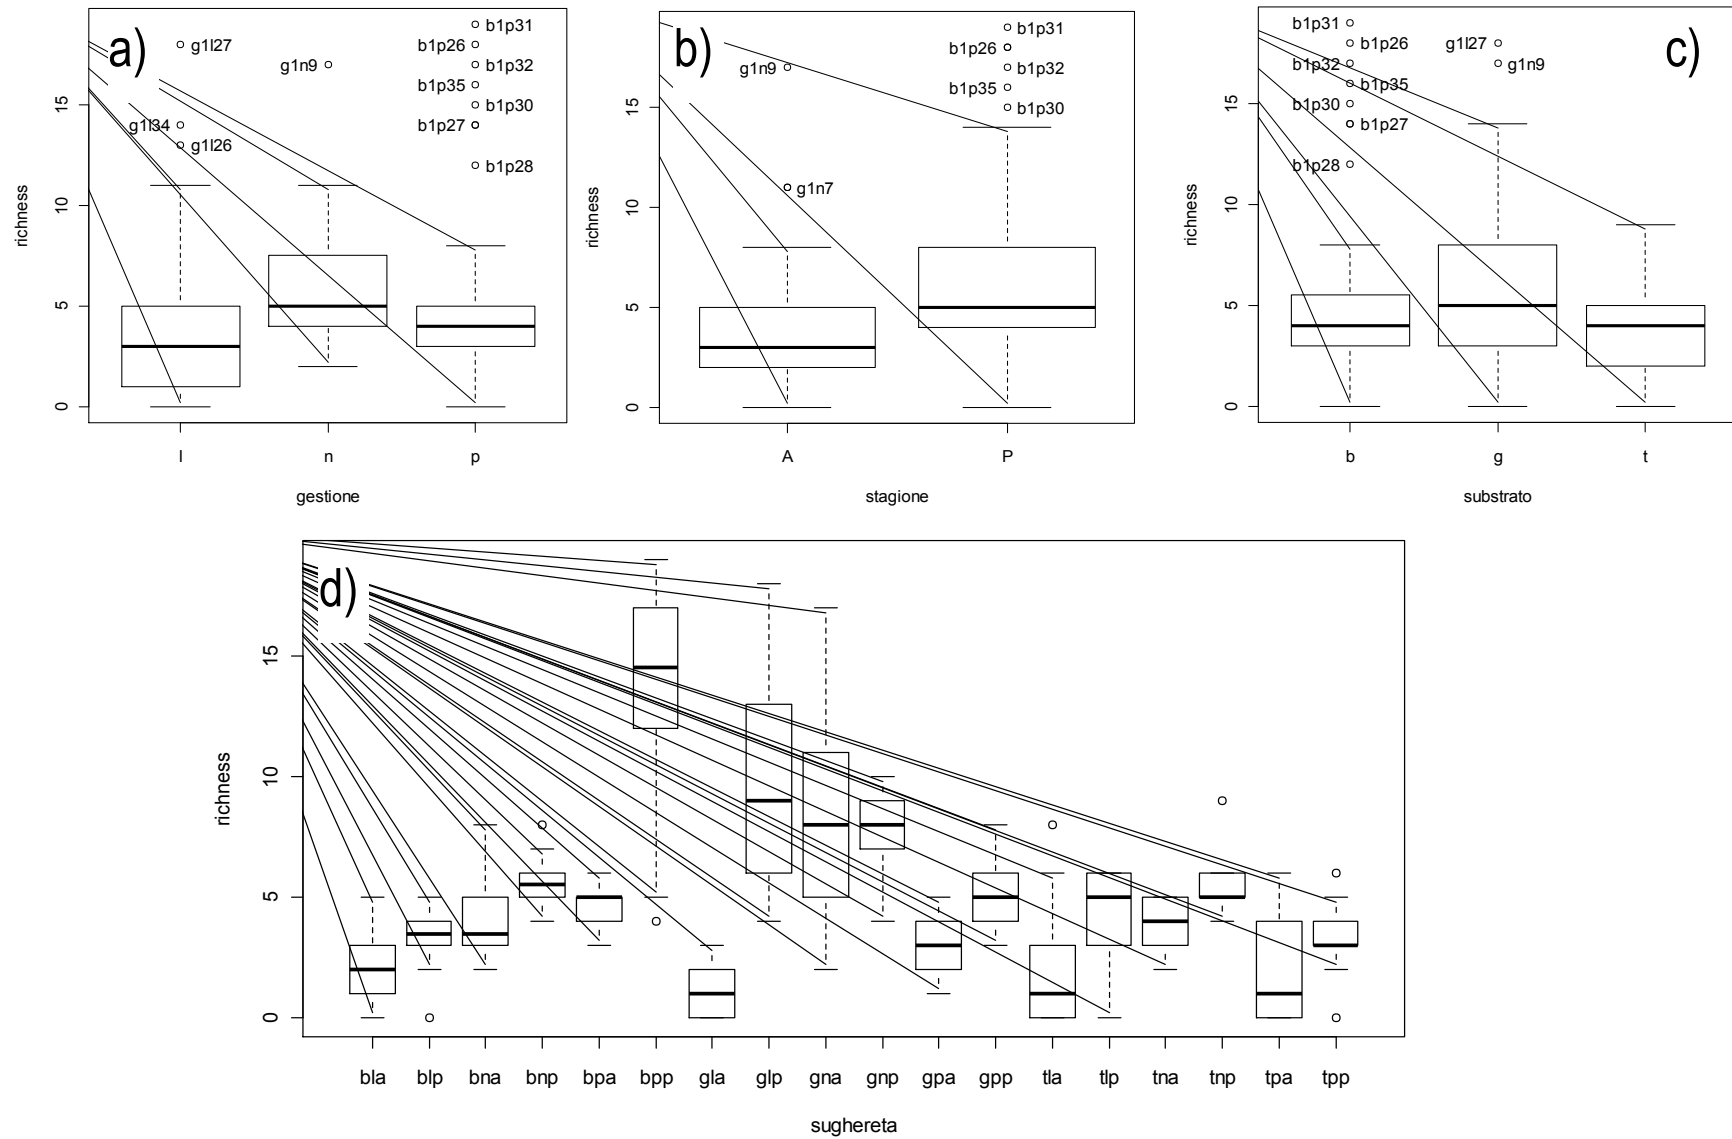 a)
g1l27
g1n9
b1p31
b1p26
b1p32
b1p35
b1p30
b1p27
b1p28
g1l34
g1l26
richness
0
5
10
15
l
n
p
gestione
b)
g1n9
g1n7
b1p31
b1p26
b1p32
b1p35
b1p30
richness
0
5
10
15
A
P
stagione
c)
b1p31
b1p26
b1p32
b1p35
b1p30
b1p27
b1p28
g1l27
g1n9
richness
0
5
10
15
b
g
t
substrato
d)
richness
0
5
10
15
bla
blp
bna
bnp
bpa
bpp
gla
glp
gna
gnp
gpa
gpp
tla
tlp
tna
tnp
tpa
tpp
sughereta